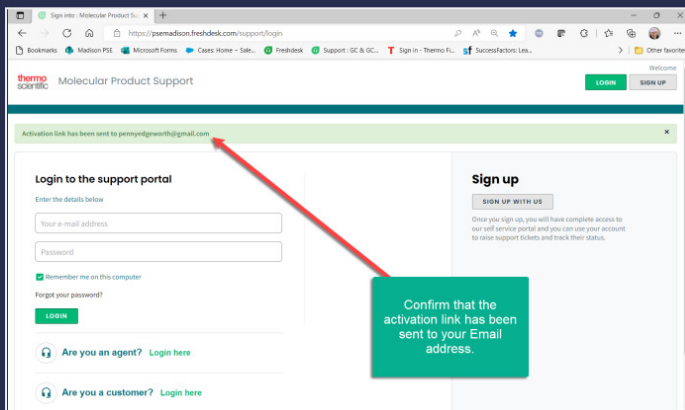 Sign into : Molecular Product Su
https://psemadison.freshdesk.com/support/login
Bookmarks Madison PSE Microsoft Forms Cases: Home ~ Sale... Freshdesk Support : GC & GC... Sign in - Thermo Fi... SuccessFactors: Lea... Other favorite
Welcome
thermo
scientific
Molecular Product Support
LOGIN
SIGN UP
Activation link has been sent to pennyedgeworth@gmail.com
Login to the support portal
Enter the details below
Your e-mail address
Password
Remember me on this computer
Forgot your password?
LOGIN
Are you an agent? Login here
Are you a customer? Login here
Sign up
SIGN UP WITH US
Once you sign up, you will have complete access to
our self service portal and you can use your account
to raise support tickets and track their status.
Confirm that the
activation link has been
sent to your Email
address.